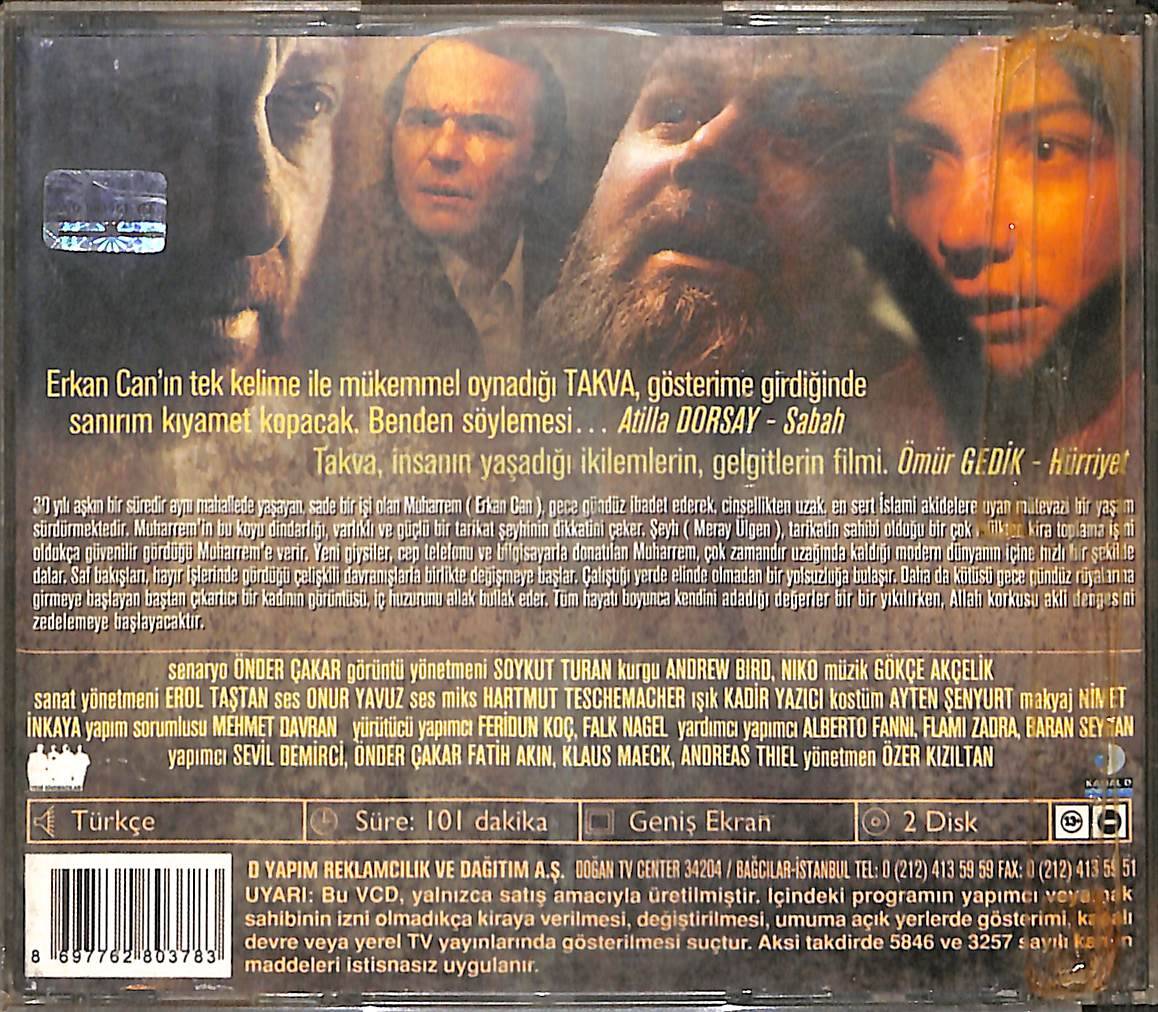 Erkan Can'ın tek kelime ile mükemmel oynadığı TAKVA, gösterime girdiğinde
sanırım kıyamet kopacak. Benden söylemesi... Atilla DORSAY - Sabah
Takva, insanın yaşadığı ikilemlerin, gelgitlerin filmi. Ömür GEDİK - Hürriyet
30 yılı aşkın bir süredir aynı mahallede yaşayan, sade bir işi olan Muharrem ( Erkan Can ), gece gündüz ibadet ederek, cinsellikten uzak, en sert İslami akidelere uyan mütevazi bir yaşam
sürdürmektedir. Muharrem'in bu koyu dindarlığı, varlıklı ve güçlü bir tarikat şeyhinin dikkatini çeker. Şeyh ( Meray Ülgen ), tarikatin sahibi olduğu bir çok kira toplama işini
oldukça güvenilir gördüğü Muharrem'e verir. Yeni giysiler, cep telefonu ve bilgisayarla donatılan Muharrem, çok zamandır uzağında kaldığı modern dünyanın içine hızlı bir şekilde
dalar. Saf bakışları, hayır işlerinde gördüğü çelişkili davranışlarla birlikte değişmeye başlar. Çalıştığı yerde elinde olmadan bir yolsuzluğa bulaşır. Daha da kötüsü gece gündüz rüyalarına
girmeye başlayan baştan çıkartıcı bir kadının görüntüsü, iç huzurunu allak bullak eder. Tüm hayatı boyunca kendini adadığı değerler bir bir yıkılırken, Allah korkusu akli dengesini
zedelemeye başlayacaktır.
senaryo ÖNDER ÇAKAR görüntü yönetmeni SOYKUT TURAN kurgu ANDREW BIRD, NIKO müzik GÖKÇE AKÇELİK
sanat yönetmeni EROL TAŞTAN ses ONUR YAVUZ ses miks HARTMUT TESCHEMACHER ışık KADİR YAZICI kostüm AYTEN ŞENYURT makyaj NİMET
İNKAYA yapım sorumlusu MEHMET DAVRAN yürütücü yapımcı FERİDUN KOÇ, FALK NAGEL yardımcı yapımcı ALBERTO FANNI, FLAMI ZADRA, BARAN SEYHAN
yapımcı SEVİL DEMİRCİ, ÖNDER ÇAKAR FATİH AKIN, KLAUS MAECK, ANDREAS THIEL yönetmen ÖZER KIZILTAN
KANAL D
Türkçe Süre: 101 dakika Geniş Ekran 2 Disk 13+
D YAPIM REKLAMCILIK VE DAĞITIM A.Ş. DOĞAN TV CENTER 34204 / BAĞCILAR-İSTANBUL TEL: 0 (212) 413 59 59 FAX: 0 (212) 413 59 51
UYARI: Bu VCD, yalnızca satış amacıyla üretilmiştir. İçindeki programın yapımcı veya hak
sahibinin izni olmadıkça kiraya verilmesi, değiştirilmesi, umuma açık yerlerde gösterimi, kapalı
devre veya yerel TV yayınlarında gösterilmesi suçtur. Aksi takdirde 5846 ve 3257 sayılı kanun
maddeleri istisnasız uygulanır.
8 697762 803783